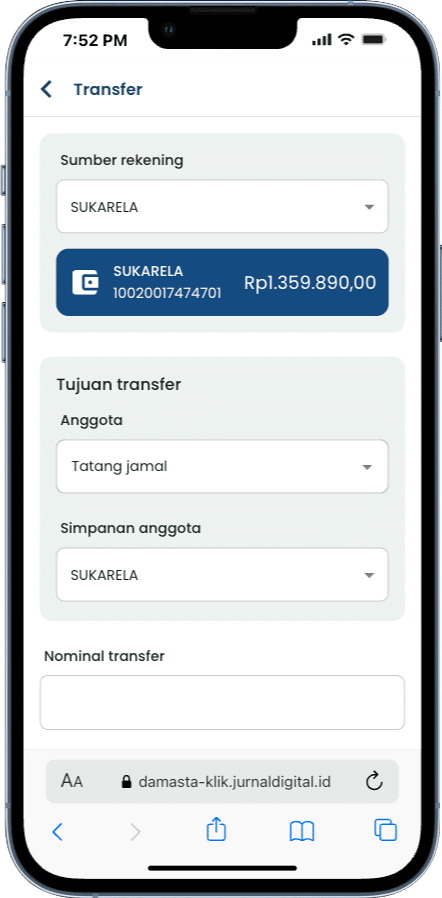 7:52 PM
Transfer
Sumber rekening
SUKARELA
SUKARELA
10020017474701
Rp1.359.890,00
Tujuan transfer
Anggota
Tatang jamal
Simpanan anggota
SUKARELA
Nominal transfer
AA damasta-klik.jurnaldigital.id